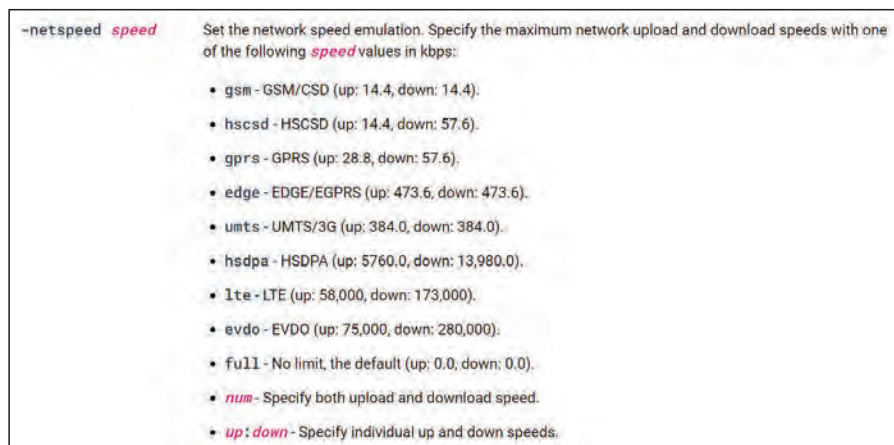 -netspeed speed Set the network speed emulation. Specify the maximum network upload and download speeds with one
of the following speed values in kbps:
• gsm - GSM/CSD (up: 14.4, down: 14.4).
• hscsd - HSCSD (up: 14.4, down: 57.6).
• gprs - GPRS (up: 28.8, down: 57.6).
• edge - EDGE/EGPRS (up: 473.6, down: 473.6).
• umts - UMTS/3G (up: 384.0, down: 384.0).
• hsdpa - HSDPA (up: 5760.0, down: 13,980.0).
• lte - LTE (up: 58,000, down: 173,000).
• evdo - EVDO (up: 75,000, down: 280,000).
• full - No limit, the default (up: 0.0, down: 0.0).
• num - Specify both upload and download speed.
• up:down - Specify individual up and down speeds.